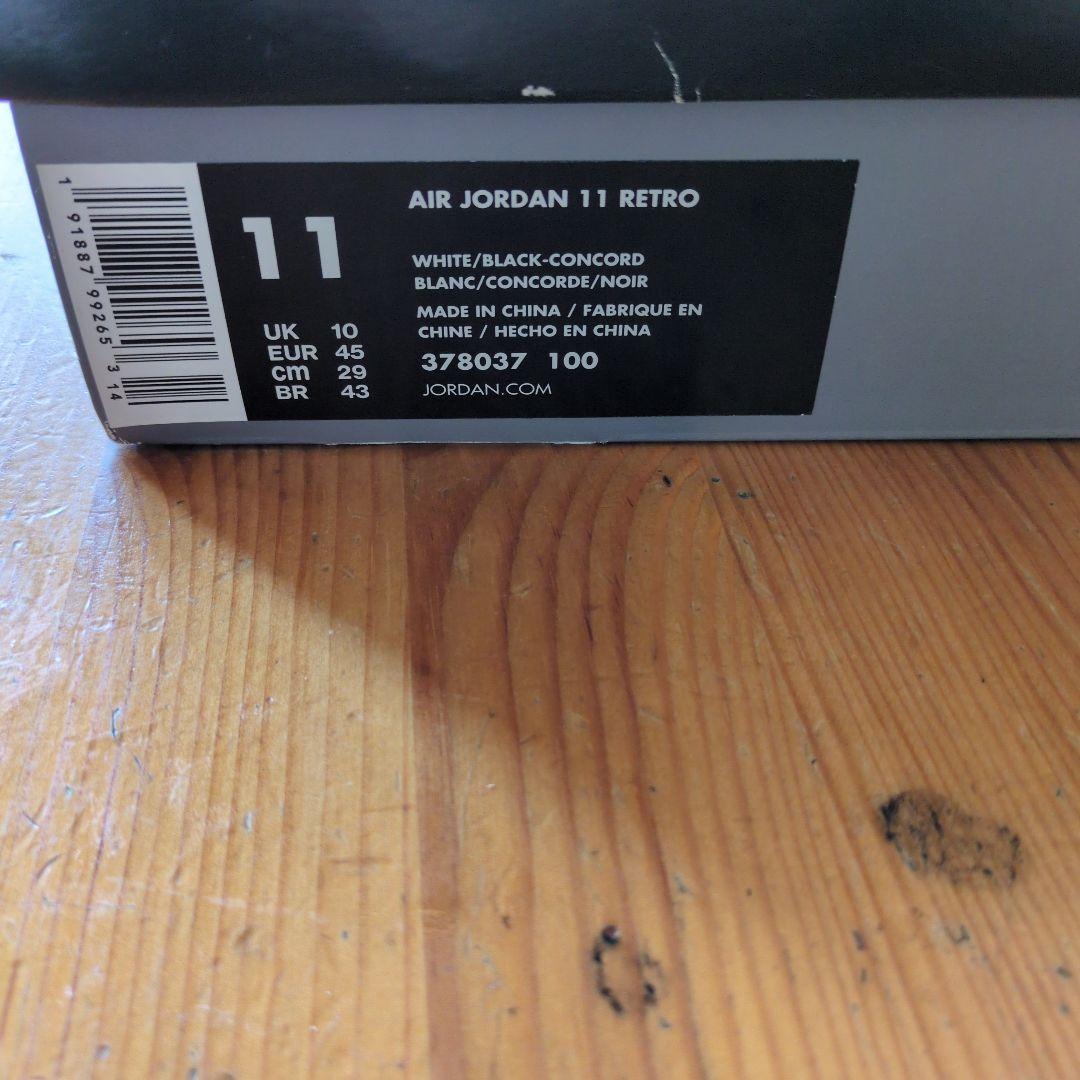 1 91887 99265 3 14
11
UK 10
EUR 45
cm 29
BR 43
AIR JORDAN 11 RETRO
WHITE/BLACK-CONCORD
BLANC/CONCORDE/NOIR
MADE IN CHINA / FABRIQUE EN
CHINE / HECHO EN CHINA
378037 100
JORDAN.COM